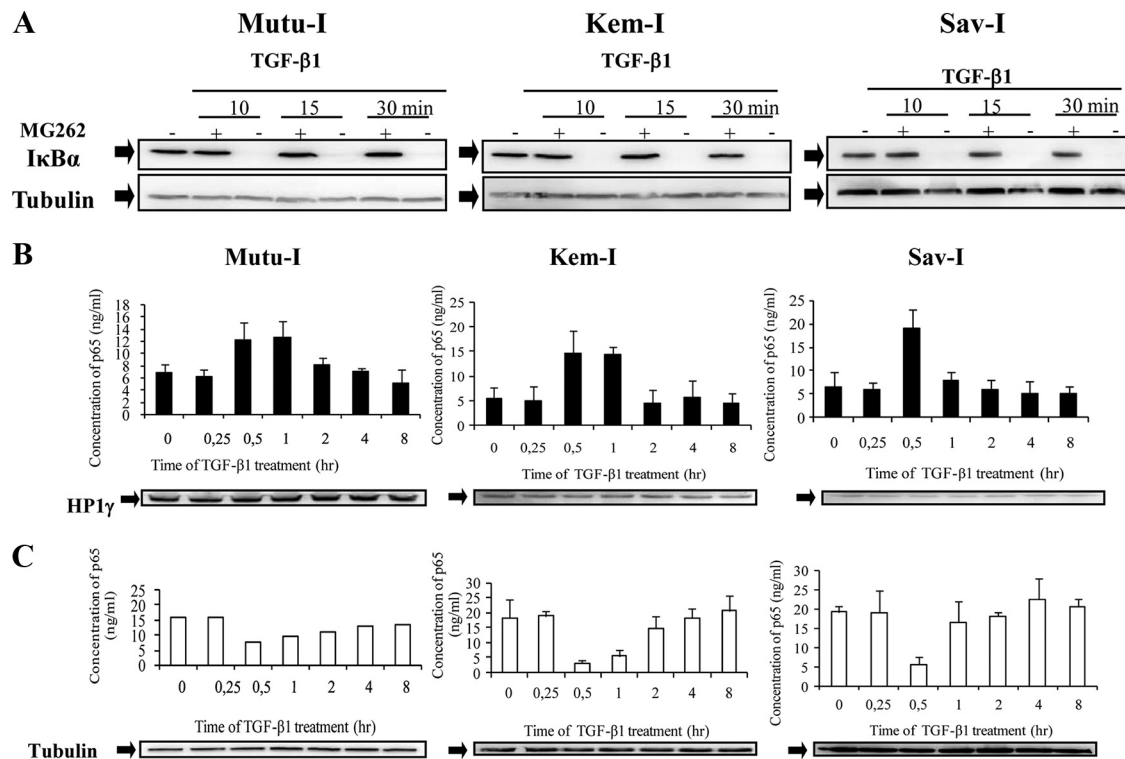 A
Mutu-I
Kem-I
Sav-I
TGF-β1
TGF-β1
TGF-β1
10 15 30 min
10 15 30 min
10 15 30 min
MG262
- + - + - + -
- + - + - + -
- + - + - + -
IκBα
Tubulin
B
Mutu-I
Kem-I
Sav-I
Concentration of p65 (ng/ml)
18
16
14
12
10
8
6
4
2
0
0 0,25 0,5 1 2 4 8
Time of TGF-β1 treatment (hr)
Concentration of p65 (ng/ml)
25
20
15
10
5
0
0 0,25 0,5 1 2 4 8
Time of TGF-β1 treatment (hr)
Concentration of p65 (ng/ml)
25
20
15
10
5
0
0 0,25 0,5 1 2 4 8
Time of TGF-β1 treatment (hr)
HP1γ
C
Concentration of p65
(ng/ml)
25
20
15
10
5
0
0 0,25 0,5 1 2 4 8
Time of TGF-β1 treatment (hr)
Concentration of p65
(ng/ml)
30
25
20
15
10
5
0
0 0,25 0,5 1 2 4 8
Time of TGF-β1 treatment (hr)
Concentration of p65 (ng/ml)
30
25
20
15
10
5
0
0 0,25 0,5 1 2 4 8
Time of TGF-β1 treatment (hr)
Tubulin